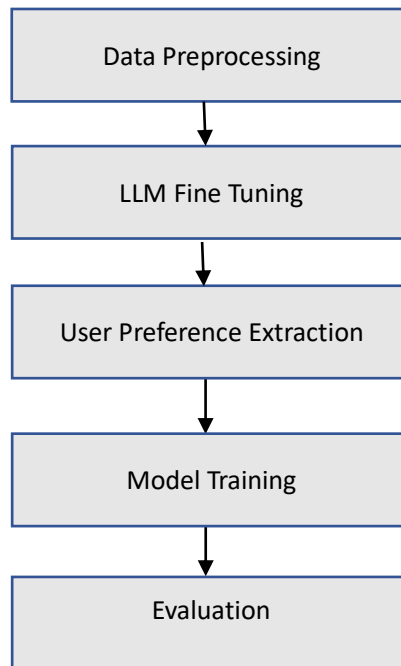 Data Preprocessing
LLM Fine Tuning
User Preference Extraction
Model Training
Evaluation